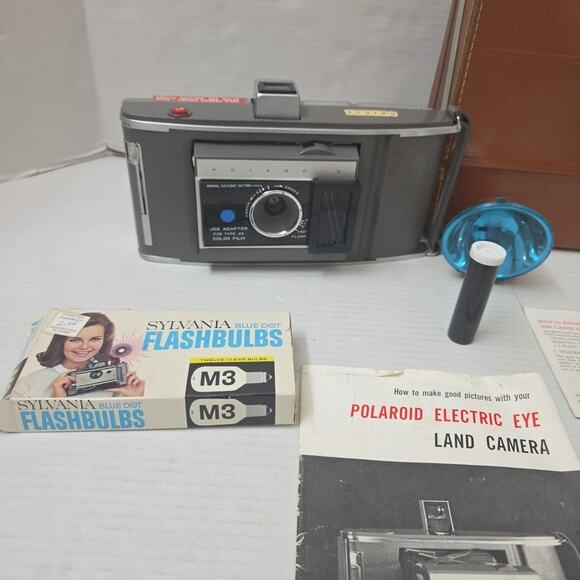 POLAROID
NORMAL DAYLIGHT SETTING
J66 ADAPTER
FOR TYPE 48
COLOR FILM
FLASH
SYLVANIA BLUE DOT
FLASHBULBS
TWELVE CLEAR BULBS
M3
SYLVANIA BLUE DOT
FLASHBULBS
M3
How to make good pictures with your
POLAROID ELECTRIC EYE
LAND CAMERA